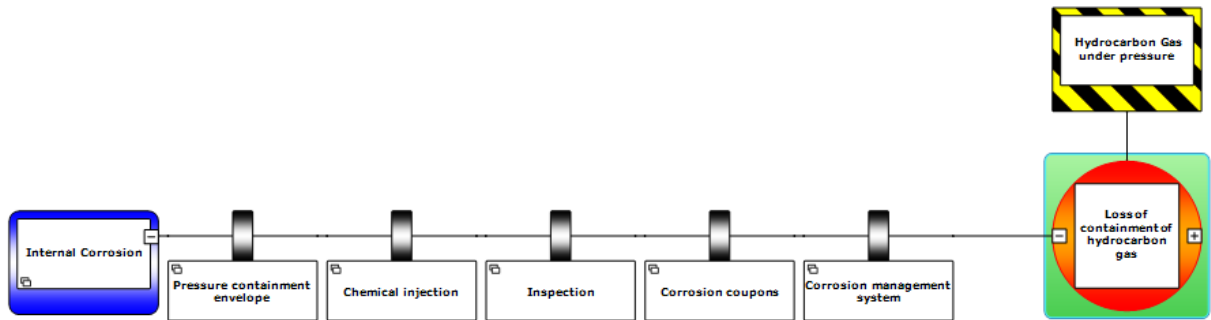 Hydrocarbon Gas
under pressure
Internal Corrosion
Pressure containment
envelope
Chemical injection
Inspection
Corrosion coupons
Corrosion management
system
Loss of
containment of
hydrocarbon
gas